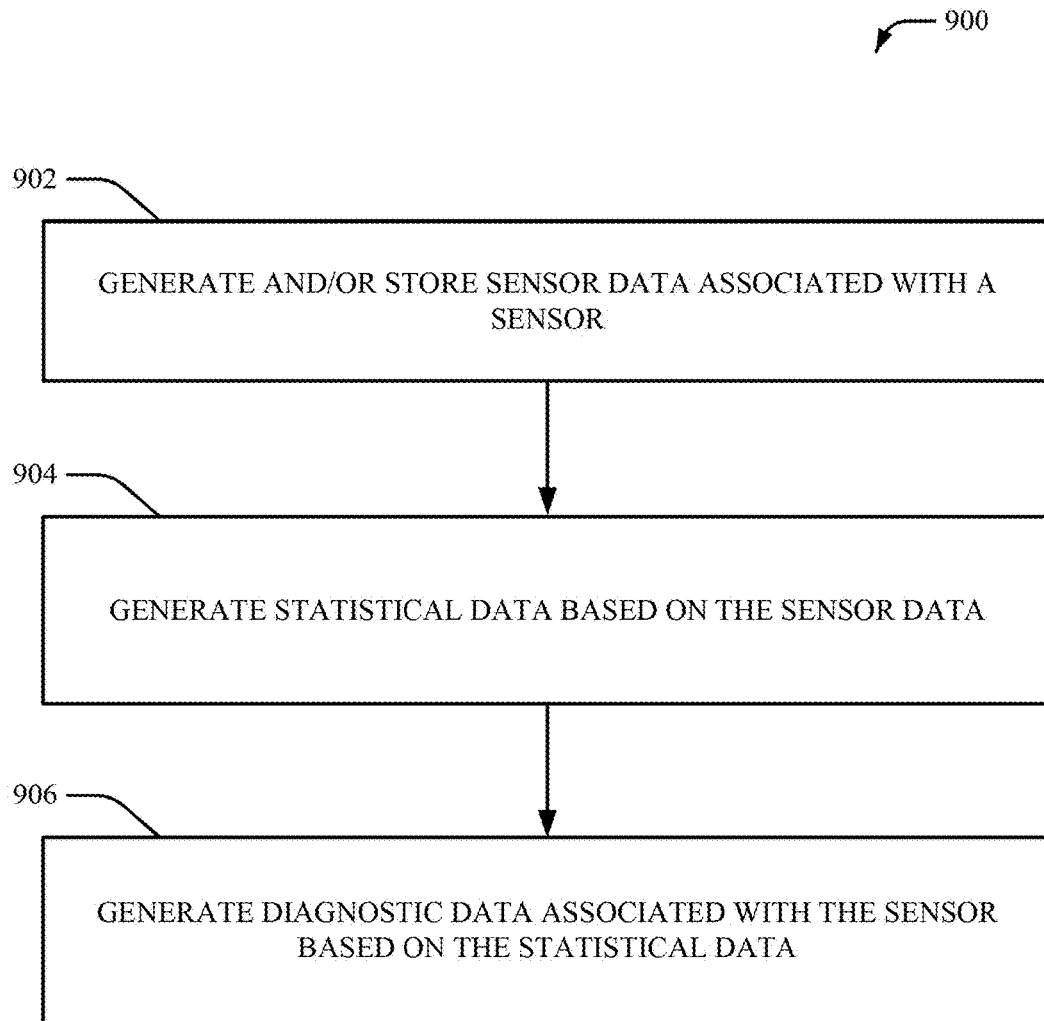 900
902
GENERATE AND/OR STORE SENSOR DATA ASSOCIATED WITH A
SENSOR
904
GENERATE STATISTICAL DATA BASED ON THE SENSOR DATA
906
GENERATE DIAGNOSTIC DATA ASSOCIATED WITH THE SENSOR
BASED ON THE STATISTICAL DATA